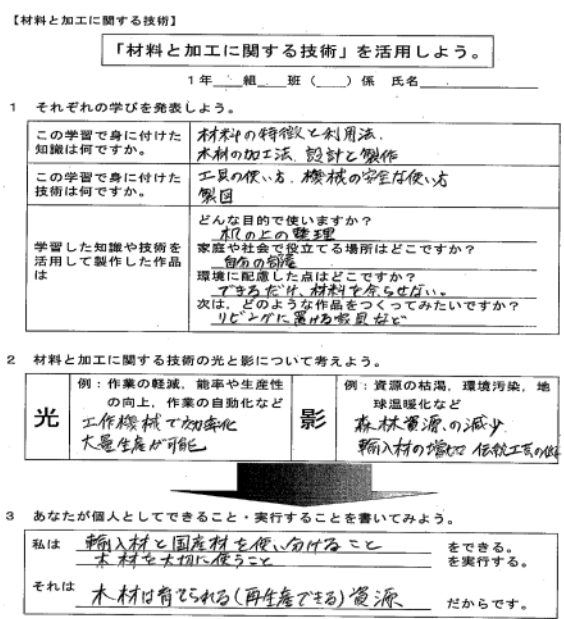 【材料と加工に関する技術】
「材料と加工に関する技術」を活用しよう。
1年___組___班(___)係 氏名
1 それぞれの学びを発表しよう。
この学習で身に付けた
知識は何ですか。
材料の特徴と利用法.
木材の加工法. 設計と製作
この学習で身に付けた
技術は何ですか。
工具の使い方. 機械の安全な使い方
製図
学習した知識や技術を
活用して製作した作品
は
どんな目的で使いますか?
机の上の整理
家庭や社会で役立てる場所はどこですか?
自分の部屋
環境に配慮した点はどこですか?
できるだけ、材料を余らせない。
次は,どのような作品をつくってみたいですか?
リビングに置ける家具など
2 材料と加工に関する技術の光と影について考えよう。
光
例:作業の軽減,能率や生産性
の向上,作業の自動化など
工作機械で効率化
大量生産が可能
影
例:資源の枯渇,環境汚染,地
球温暖化など
森林資源の減少
輸入材の増加 伝統工芸の
3 あなたが個人としてできること・実行することを書いてみよう。
私は 輸入材と国産材を使い分けること をできる。
木材を大切に使うこと を実行する。
それは 木材は育てられる(再生産できる)資源 だからです。